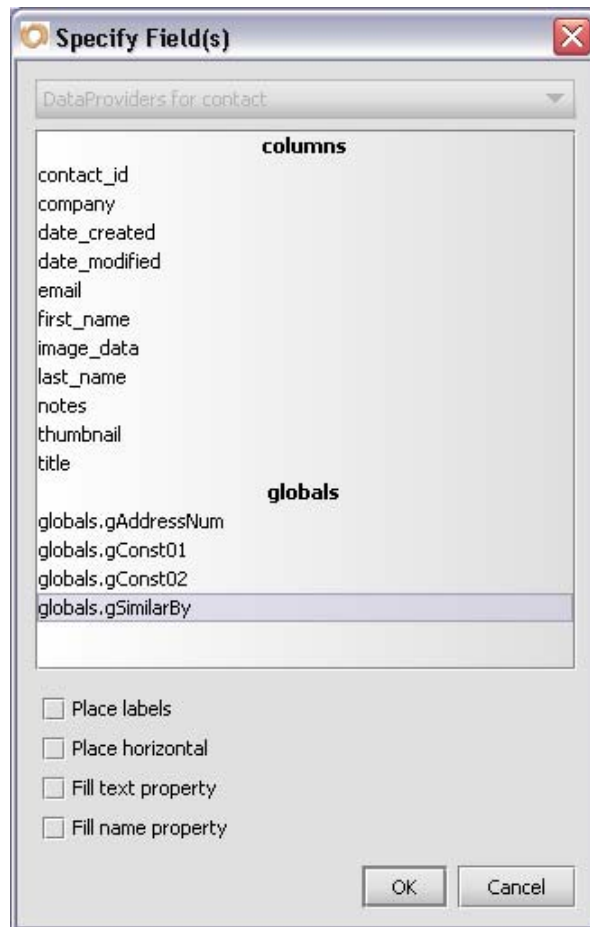 Specify Field(s)
DataProviders for contact
columns
contact_id
company
date_created
date_modified
email
first_name
image_data
last_name
notes
thumbnail
title
globals
globals.gAddressNum
globals.gConst01
globals.gConst02
globals.gSimilarBy
Place labels
Place horizontal
Fill text property
Fill name property
OK Cancel